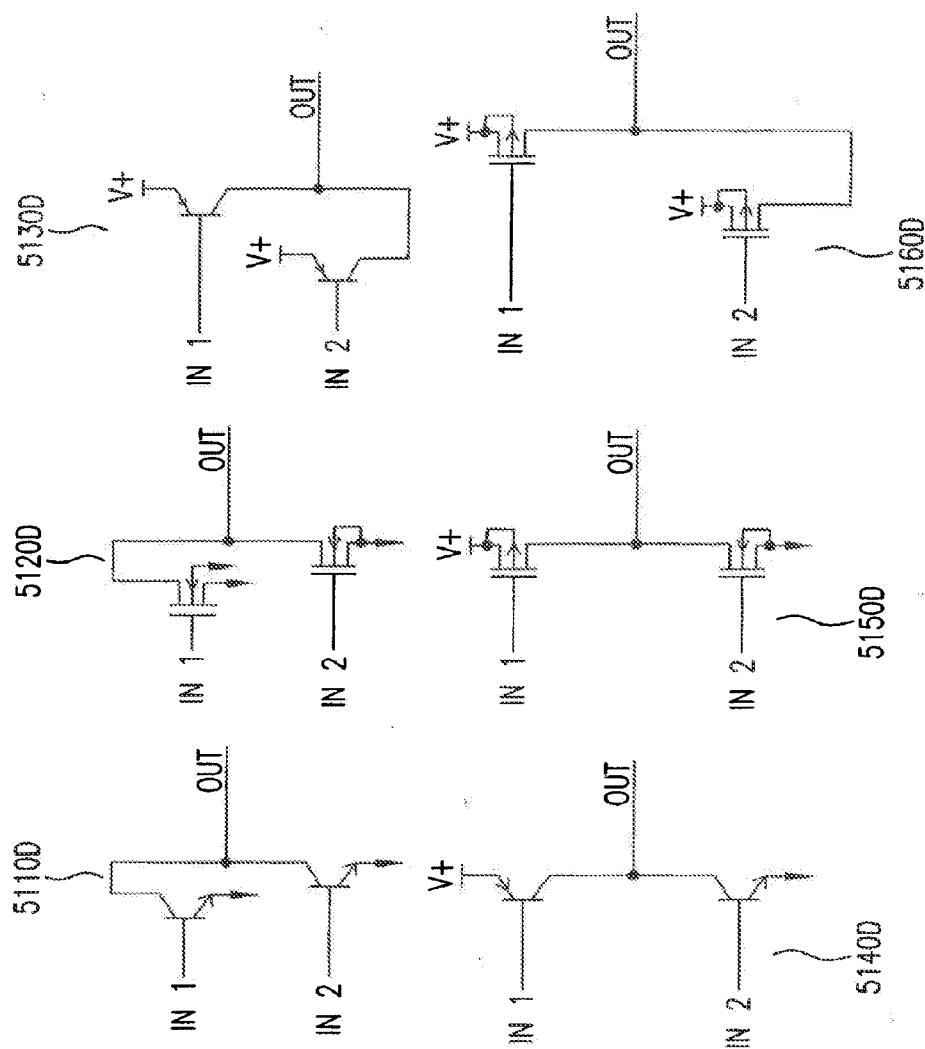 5110D
IN 1
IN 2
OUT
5120D
IN 1
IN 2
OUT
5130D
V+
V+
IN 1
IN 2
OUT
V+
IN 1
IN 2
OUT
5140D
V+
IN 1
IN 2
OUT
5150D
V+
V+
IN 1
IN 2
OUT
5160D